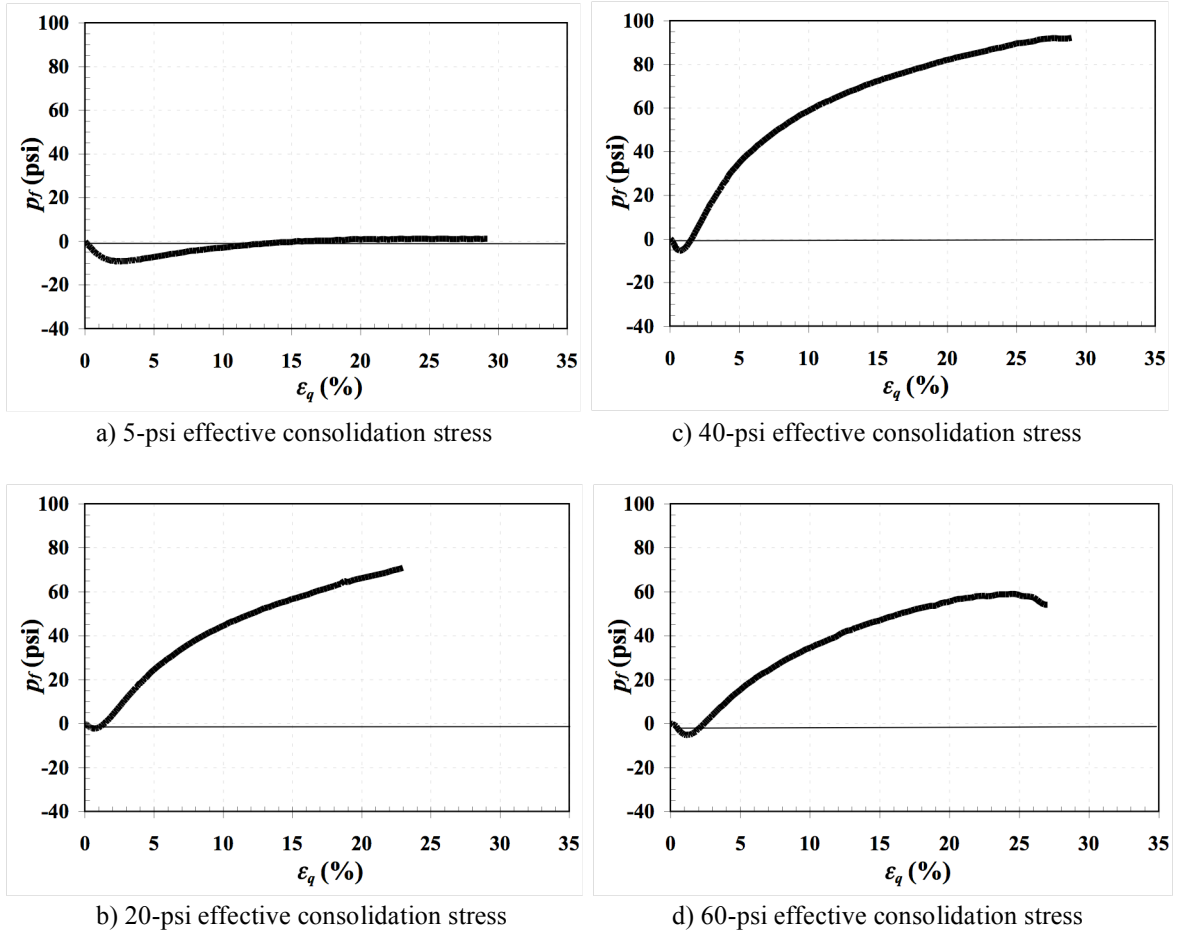 100
80
60
40
20
0
-20
-40
p_f (psi)
0 5 10 15 20 25 30 35
ε_q (%)
a) 5-psi effective consolidation stress
100
80
60
40
20
0
-20
-40
p_f (psi)
0 5 10 15 20 25 30 35
ε_q (%)
c) 40-psi effective consolidation stress
100
80
60
40
20
0
-20
-40
p_f (psi)
0 5 10 15 20 25 30 35
ε_q (%)
b) 20-psi effective consolidation stress
100
80
60
40
20
0
-20
-40
p_f (psi)
0 5 10 15 20 25 30 35
ε_q (%)
d) 60-psi effective consolidation stress